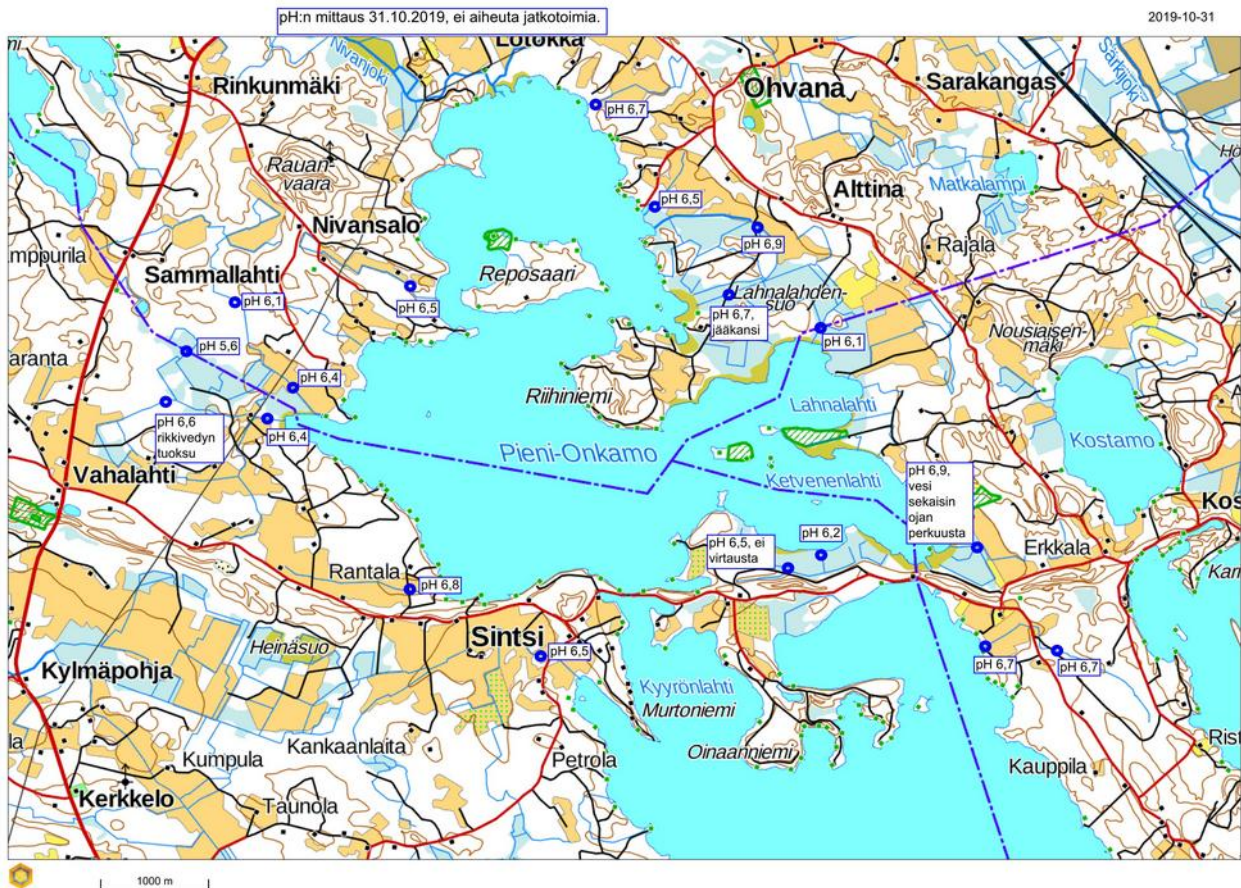 pH:n mittaus 31.10.2019, ei aiheuta jatkotoimia.
2019-10-31
Lotokka
Nivanjoki
Rinkunmäki
Ohvana
Sarakangas
Särkijoki
pH 6,7
Rauan-
vaara
Alttina
Matkalampi
Nivansalo
pH 6,5
pH 6,9
Rajala
Reposaari
Sammallahti
pH 6,1
pH 6,5
Lahnalahden-
suo
pH 6,7,
jääkansi
pH 6,1
Nousiaisen-
mäki
pH 5,6
pH 6,4
Riihiniemi
Lahnalahti
pH 6,6
rikkivedyn
tuoksu
pH 6,4
Kostamo
Pieni-Onkamo
Vahalahti
Ketvenenlahti
pH 6,9,
vesi
sekaisin
ojan
perkuusta
Kos
pH 6,5, ei
virtausta
pH 6,2
Erkkala
Rantala
pH 6,8
Sintsi
Heinäsuo
pH 6,5
Kylmäpohja
pH 6,7
pH 6,7
Kyyrönlahti
Murtoniemi
Kankaanlaita
Oinaanniemi
Petrola
Kumpula
Kauppila
Rist
Kerkkelo
Taunola
1000 m